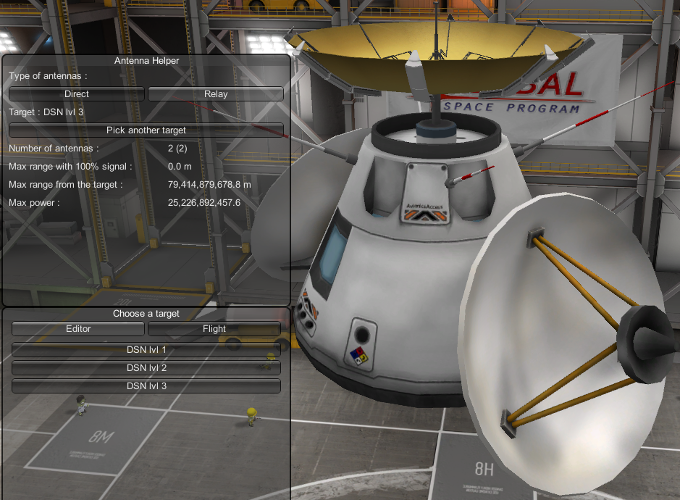 Antenna Helper
Type of antennas :
Direct
Relay
Target : DSN lvl 3
Pick another target
Number of antennas : 2 (2)
Max range with 100% signal : 0.0 m
Max range from the target : 79,414,879,678.8 m
Max power : 25,226,892,457.6
Choose a target
Editor
Flight
DSN lvl 1
DSN lvl 2
DSN lvl 3
BAL
SPACE PROGRAM
8M
8H